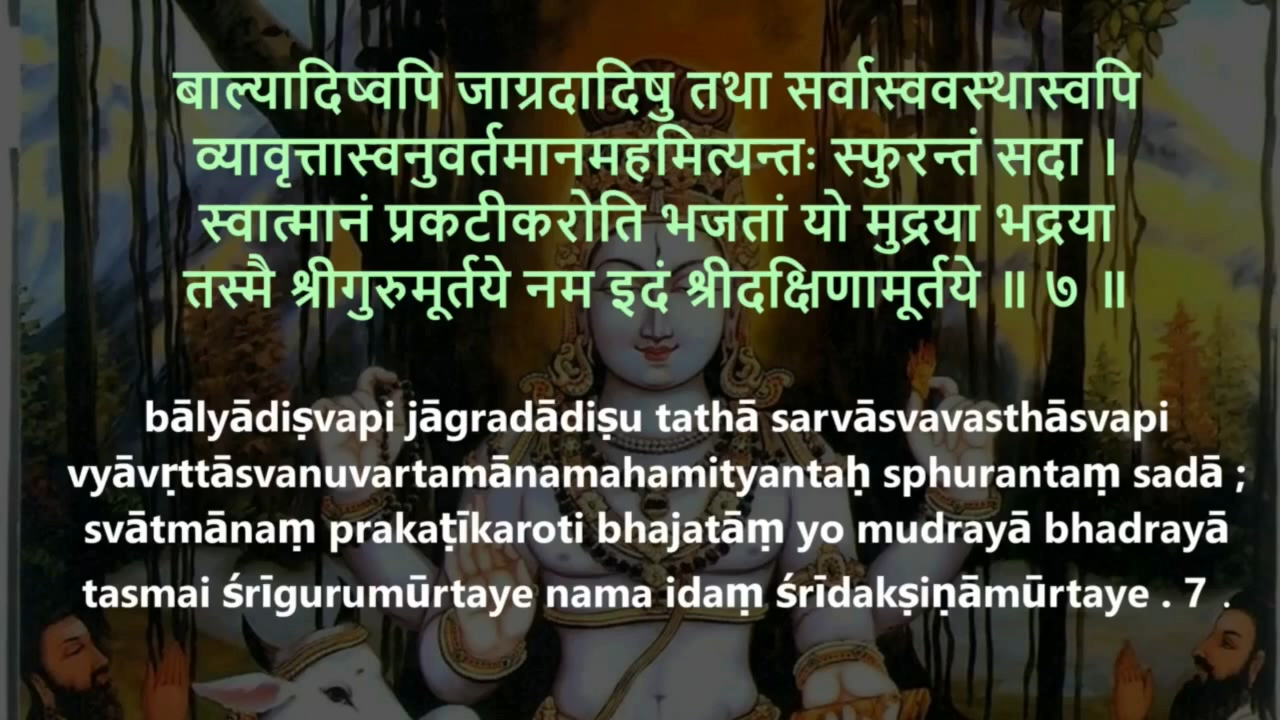 बाल्यादिष्वपि जाग्रदादिषु तथा सर्वास्ववस्थास्वपि
व्यावृत्तास्वनुवर्तमानमहमित्यन्तः स्फुरन्तं सदा ।
स्वात्मानं प्रकटीकरोति भजतां यो मुद्रया भद्रया
तस्मै श्रीगुरुमूर्तये नम इदं श्रीदक्षिणामूर्तये ॥ ७ ॥
bālyādiṣvapi jāgradādiṣu tathā sarvāsvavasthāsvapi
vyāvṛttāsvanuvartamānamahamityantaḥ sphurantaṃ sadā ;
svātmānaṃ prakaṭīkaroti bhajatāṃ yo mudrayā bhadrayā
tasmai śrīgurumūrtaye nama idaṃ śrīdakṣiṇāmūrtaye . 7 .